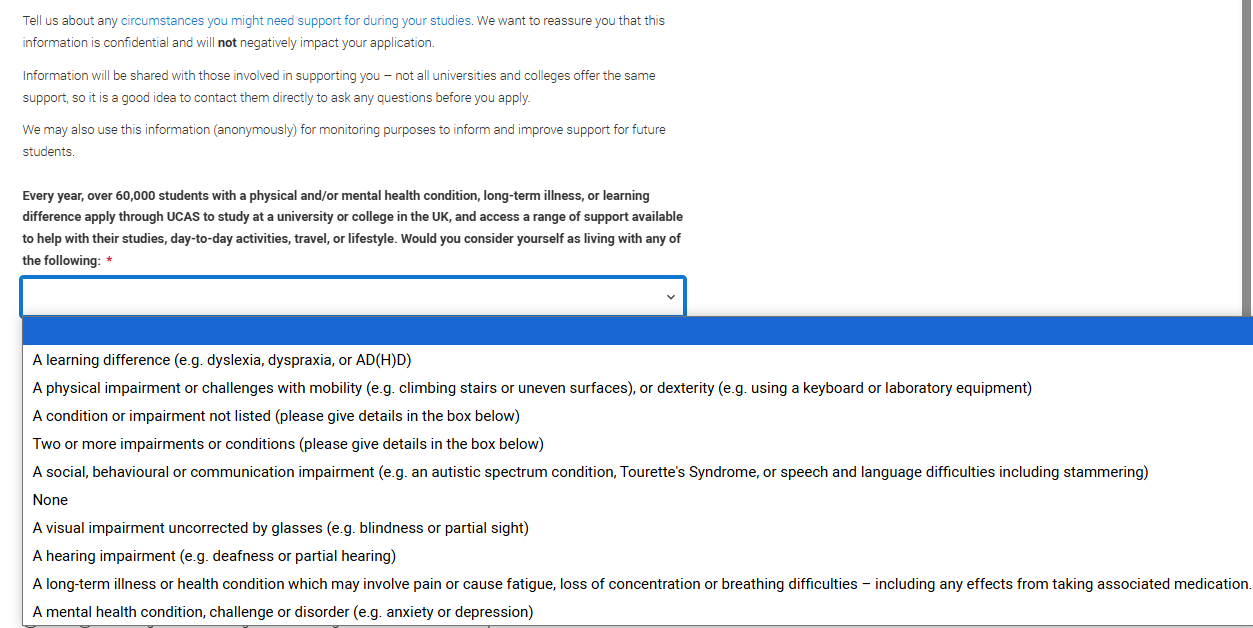 Tell us about any circumstances you might need support for during your studies. We want to reassure you that this
information is confidential and will not negatively impact your application.
Information will be shared with those involved in supporting you – not all universities and colleges offer the same
support, so it is a good idea to contact them directly to ask any questions before you apply.
We may also use this information (anonymously) for monitoring purposes to inform and improve support for future
students.
Every year, over 60,000 students with a physical and/or mental health condition, long-term illness, or learning
difference apply through UCAS to study at a university or college in the UK, and access a range of support available
to help with their studies, day-to-day activities, travel, or lifestyle. Would you consider yourself as living with any of
the following: *
A learning difference (e.g. dyslexia, dyspraxia, or AD(H)D)
A physical impairment or challenges with mobility (e.g. climbing stairs or uneven surfaces), or dexterity (e.g. using a keyboard or laboratory equipment)
A condition or impairment not listed (please give details in the box below)
Two or more impairments or conditions (please give details in the box below)
A social, behavioural or communication impairment (e.g. an autistic spectrum condition, Tourette's Syndrome, or speech and language difficulties including stammering)
None
A visual impairment uncorrected by glasses (e.g. blindness or partial sight)
A hearing impairment (e.g. deafness or partial hearing)
A long-term illness or health condition which may involve pain or cause fatigue, loss of concentration or breathing difficulties – including any effects from taking associated medication.
A mental health condition, challenge or disorder (e.g. anxiety or depression)